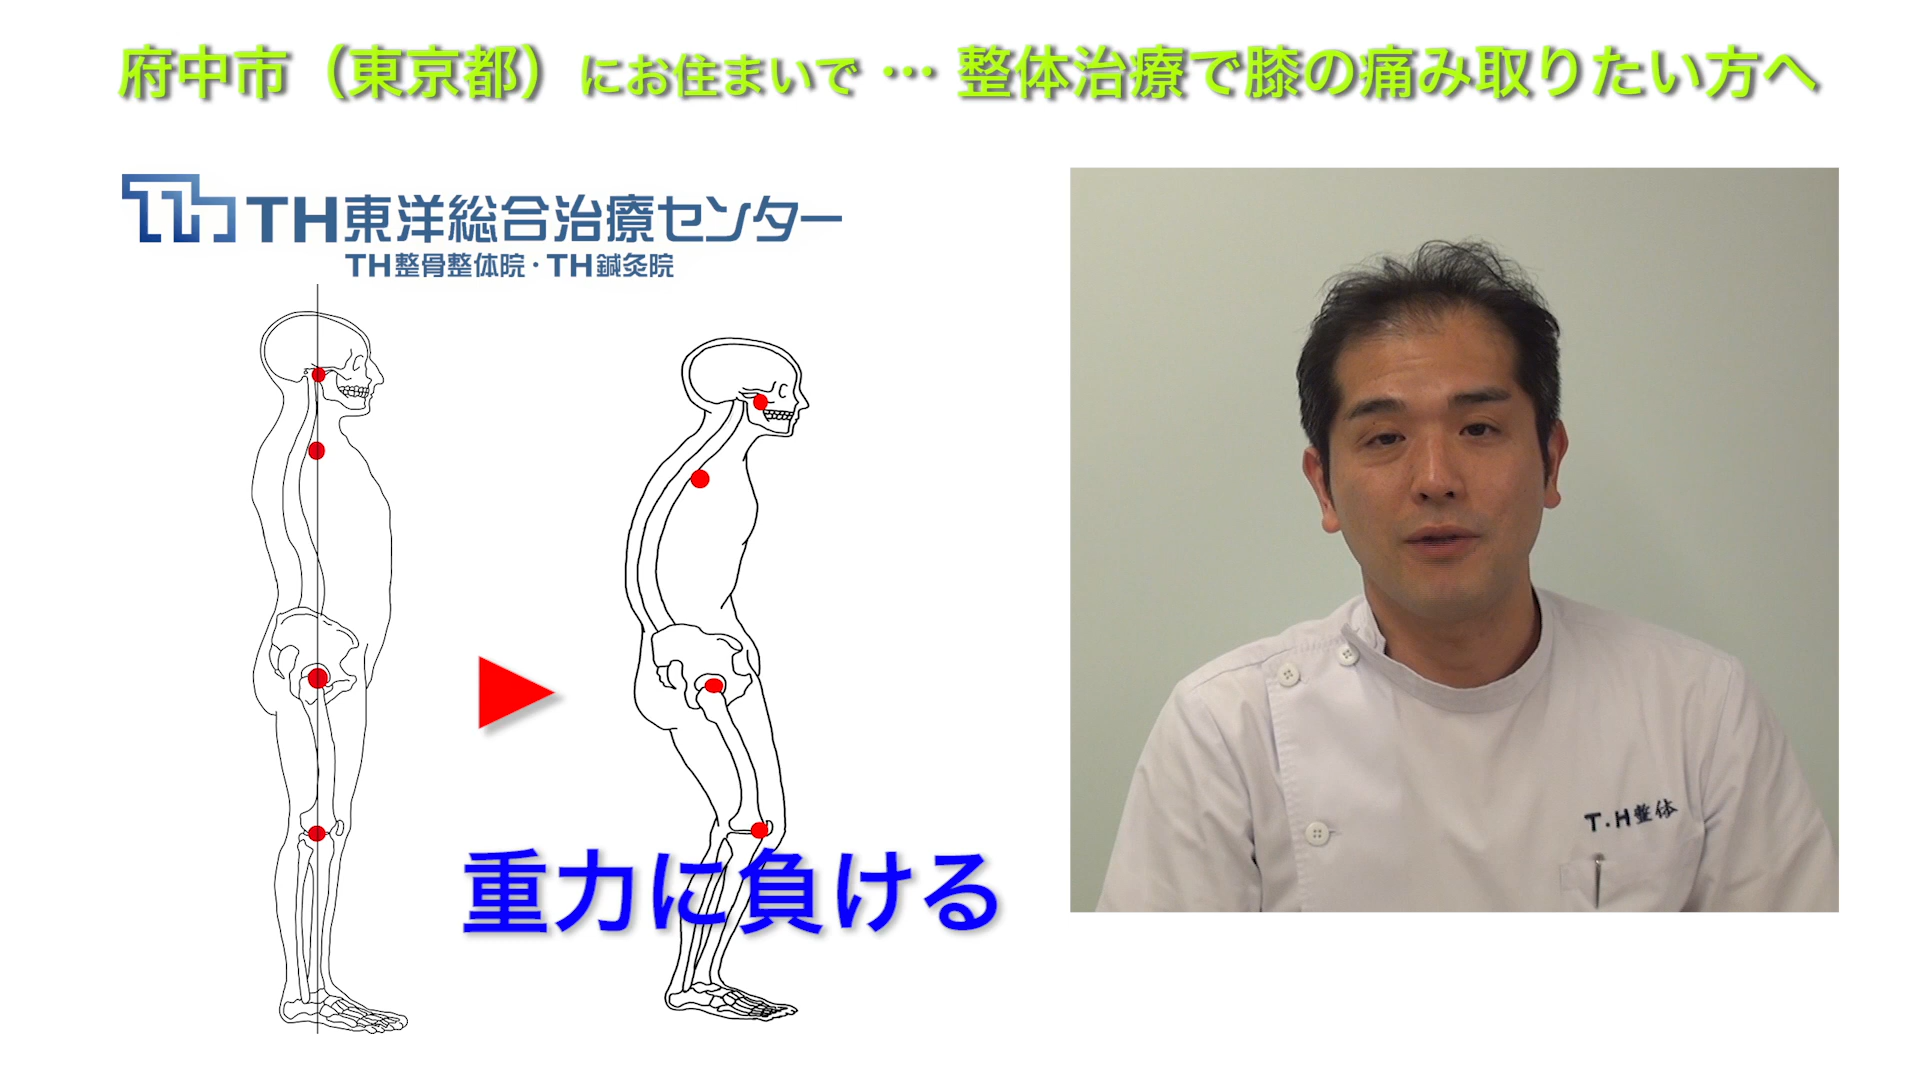 府中市（東京都）にお住まいで … 整体治療で膝の痛み取りたい方へ
TH東洋総合治療センター
TH整骨整体院・TH鍼灸院
重力に負ける
T.H整体